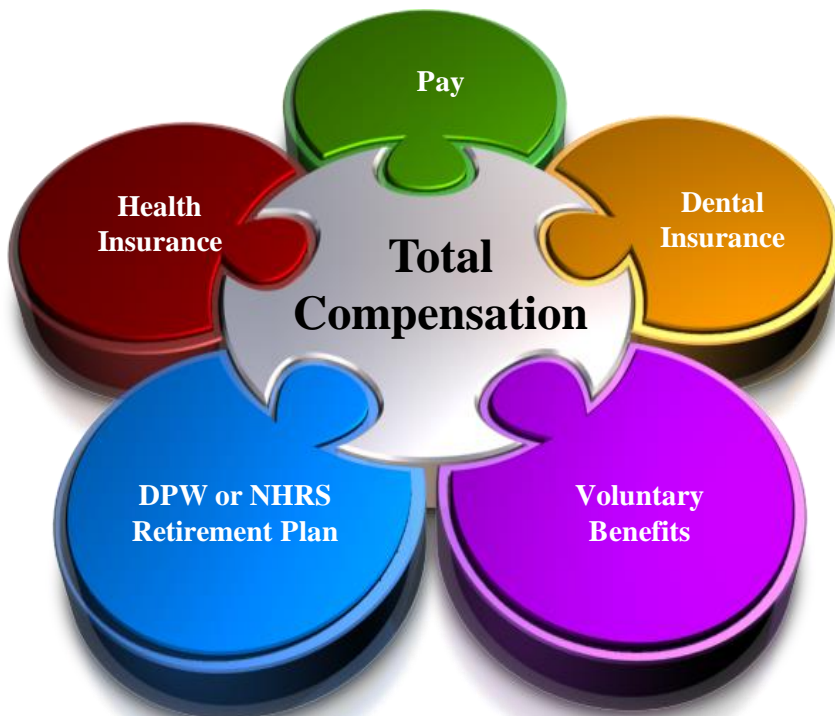 Pay
Health
Insurance
Dental
Insurance
Total
Compensation
DPW or NHRS
Retirement Plan
Voluntary
Benefits